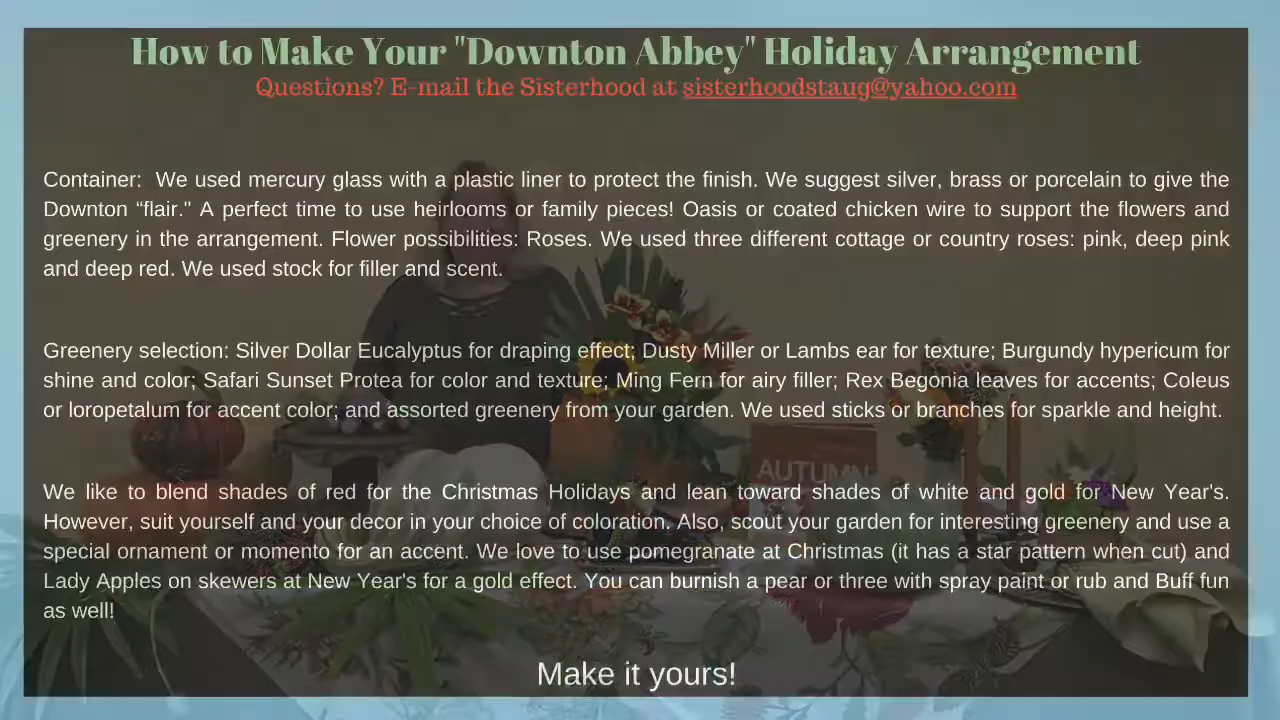 How to Make Your "Downton Abbey" Holiday Arrangement
Questions? E-mail the Sisterhood at sisterhoodstaug@yahoo.com
Container:  We used mercury glass with a plastic liner to protect the finish. We suggest silver, brass or porcelain to give the
Downton “flair." A perfect time to use heirlooms or family pieces! Oasis or coated chicken wire to support the flowers and
greenery in the arrangement. Flower possibilities: Roses. We used three different cottage or country roses: pink, deep pink
and deep red. We used stock for filler and scent.
Greenery selection: Silver Dollar Eucalyptus for draping effect; Dusty Miller or Lambs ear for texture; Burgundy hypericum for
shine and color; Safari Sunset Protea for color and texture; Ming Fern for airy filler; Rex Begonia leaves for accents; Coleus
or loropetalum for accent color; and assorted greenery from your garden. We used sticks or branches for sparkle and height.
AUTUMN
We like to blend shades of red for the Christmas Holidays and lean toward shades of white and gold for New Year's.
However, suit yourself and your decor in your choice of coloration. Also, scout your garden for interesting greenery and use a
special ornament or momento for an accent. We love to use pomegranate at Christmas (it has a star pattern when cut) and
Lady Apples on skewers at New Year's for a gold effect. You can burnish a pear or three with spray paint or rub and Buff fun
as well!
Make it yours!